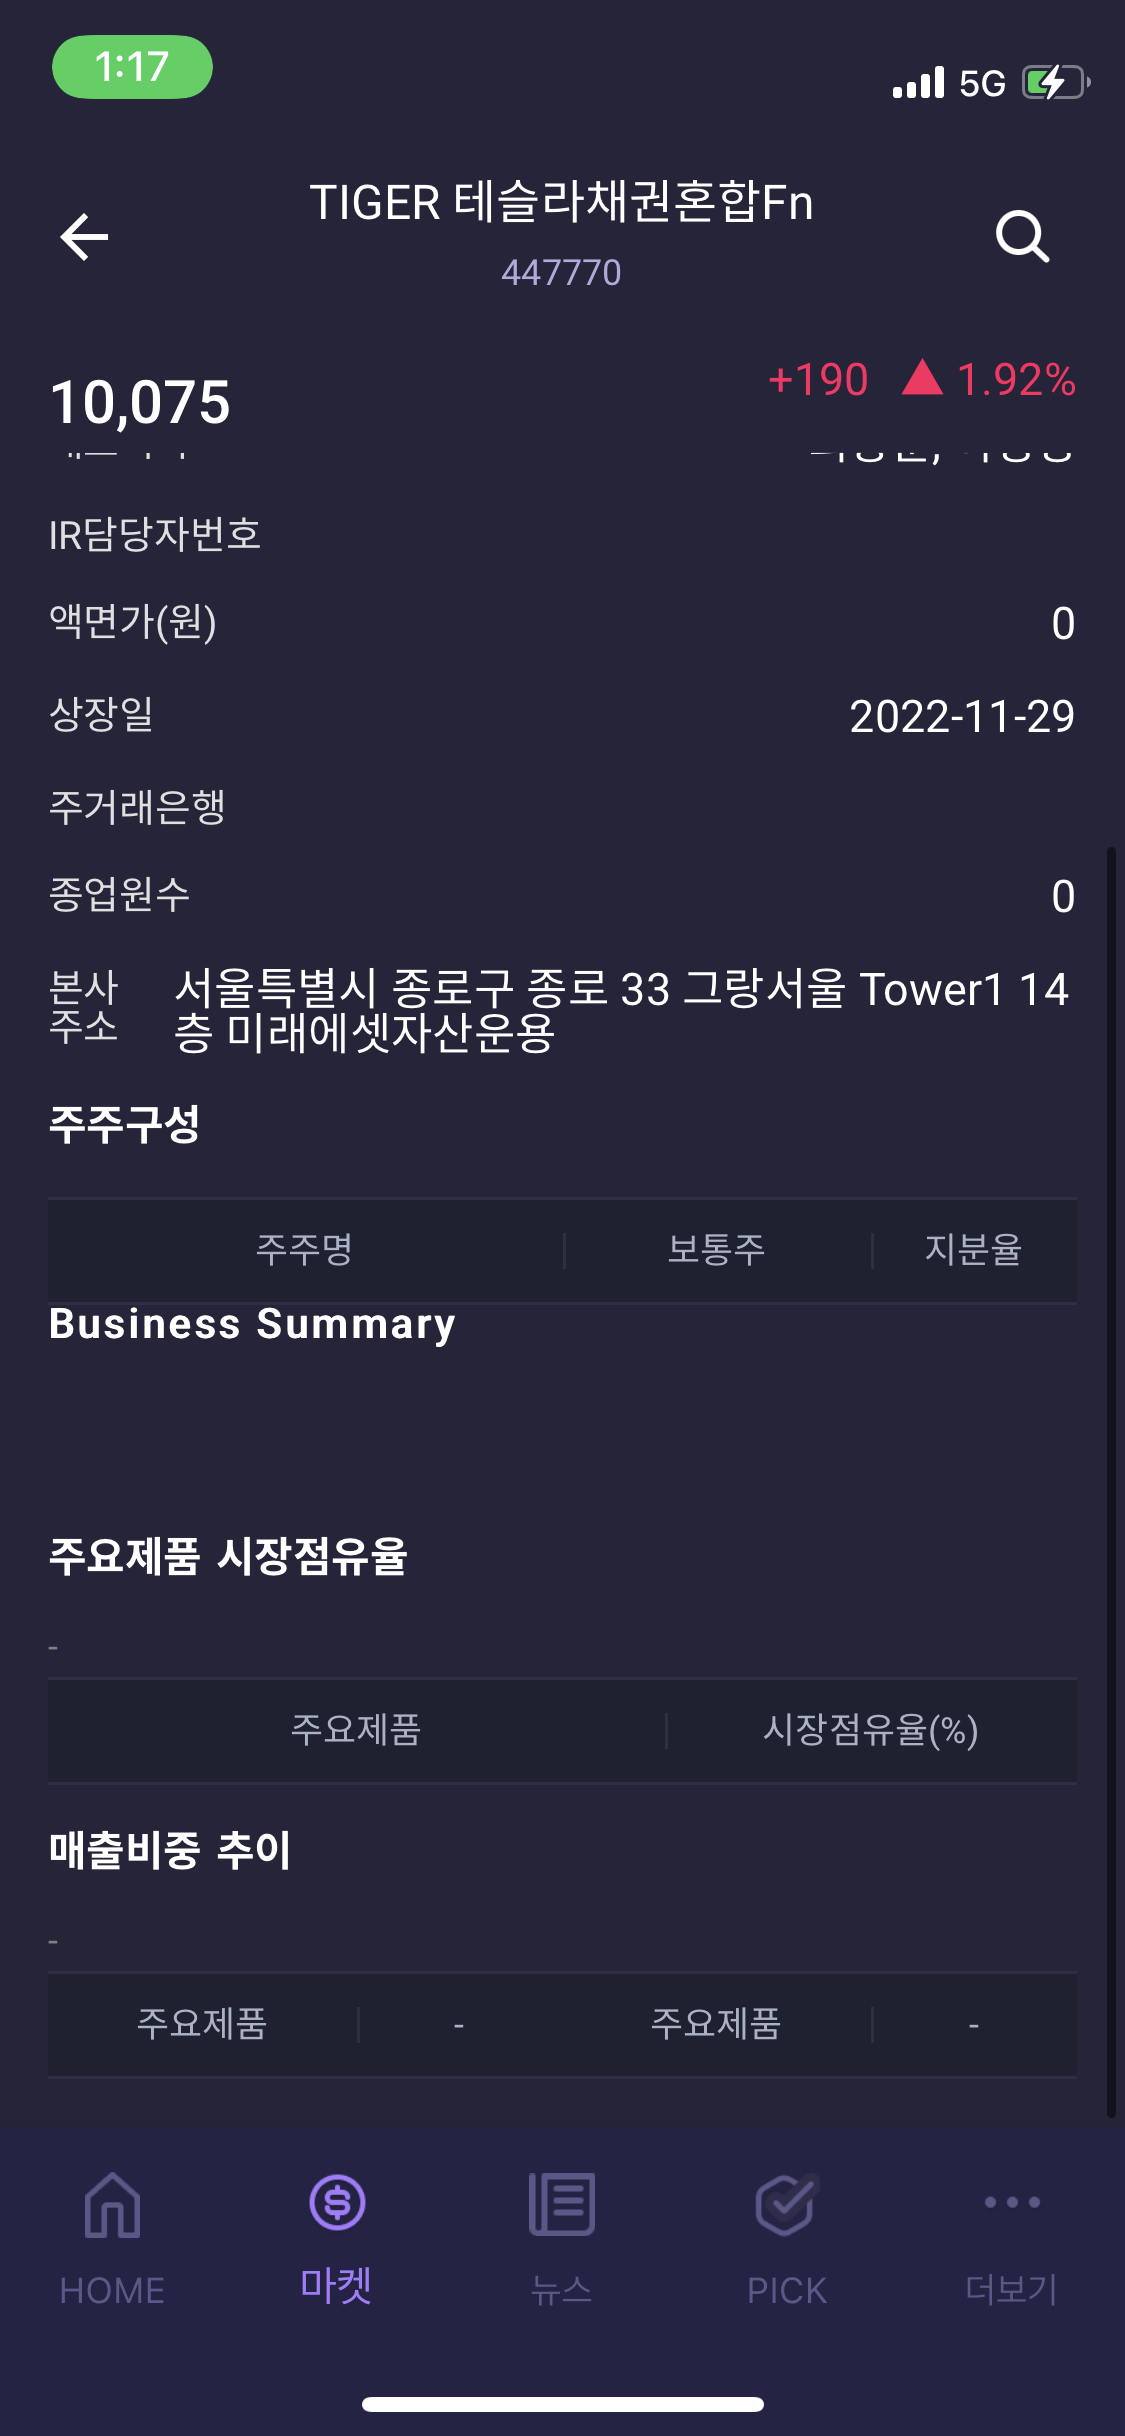 1:17
5G
TIGER 테슬라채권혼합Fn
447770
10,075
+190 ▲ 1.92%
IR담당자번호
액면가(원) 0
상장일 2022-11-29
주거래은행
종업원수 0
본사
주소
서울특별시 종로구 종로 33 그랑서울 Tower1 14
층 미래에셋자산운용
주주구성
주주명 보통주 지분율
Business Summary
주요제품 시장점유율
-
주요제품 시장점유율(%)
매출비중 추이
-
주요제품 - 주요제품 -
HOME 마켓 뉴스 PICK 더보기